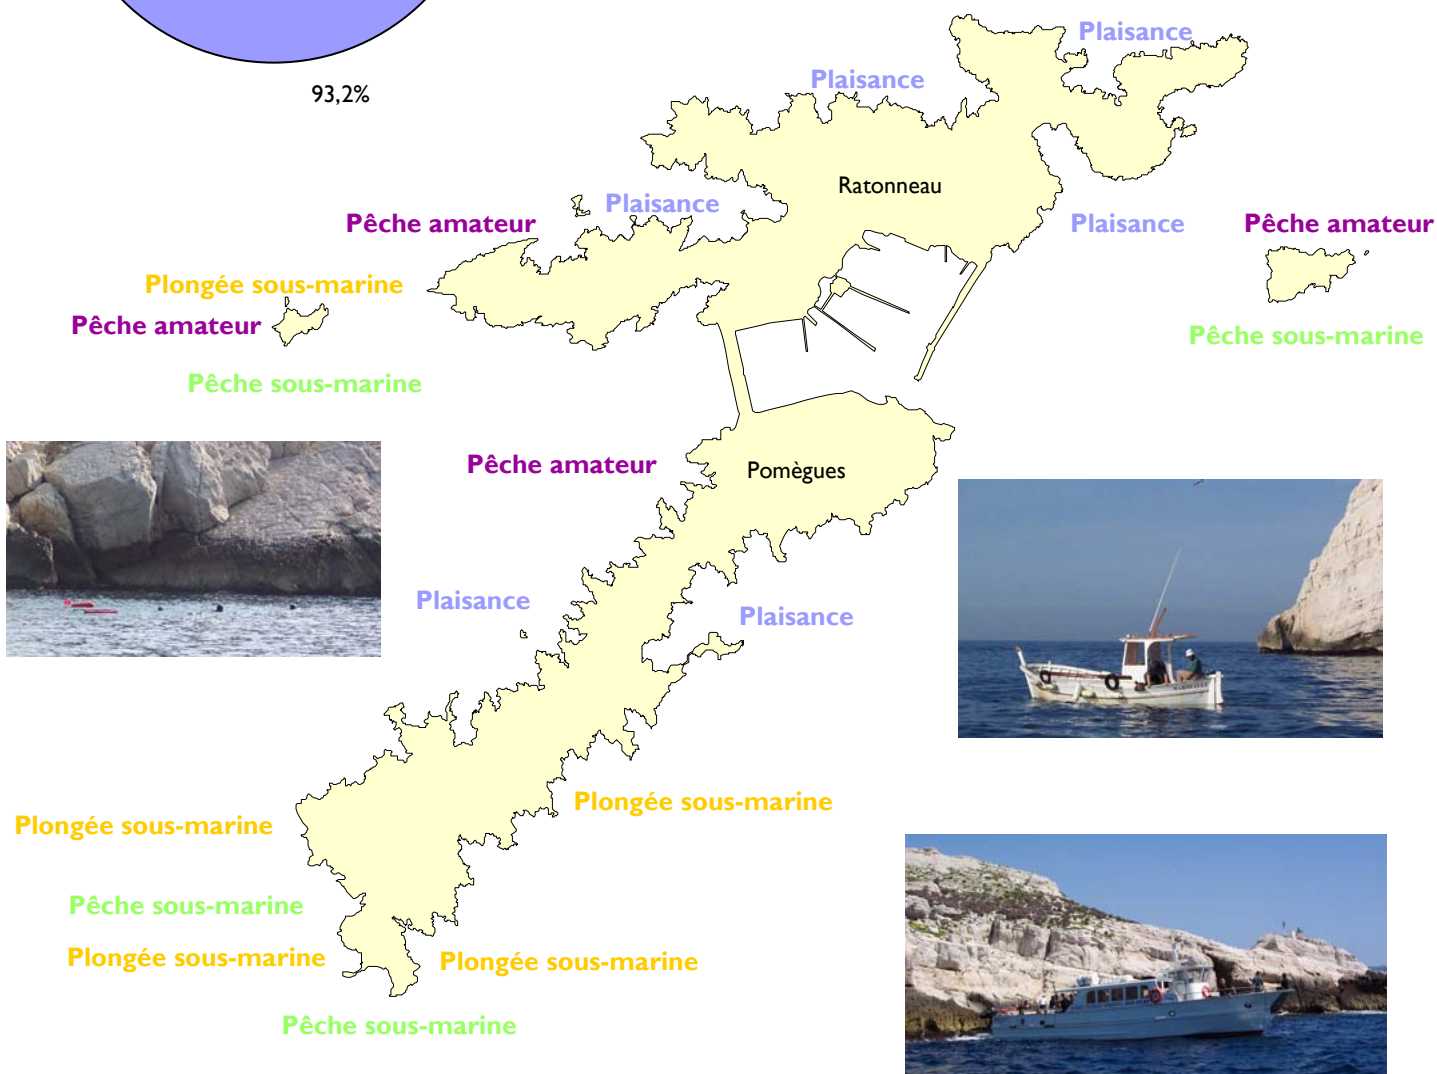 Plaisance
Plaisance
93,2%
Ratonneau
Plaisance
Pêche amateur
Plaisance
Pêche amateur
Plongée sous-marine
Pêche amateur
Pêche sous-marine
Pêche sous-marine
Pêche amateur
Pomègues
Plaisance
Plaisance
Plongée sous-marine
Plongée sous-marine
Pêche sous-marine
Plongée sous-marine
Plongée sous-marine
Pêche sous-marine